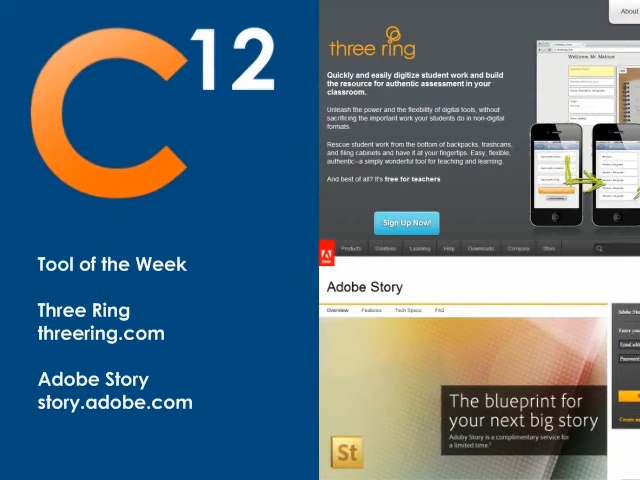 C12
Tool of the Week
Three Ring
threering.com
Adobe Story
story.adobe.com
About
three ring
Quickly and easily digitize student work and build
the resource for authentic assessment in your
classroom.
Unleash the power and the flexibility of digital tools, without
sacrificing the important work your students do in non-digital
formats.
Rescue student work from the bottom of backpacks, trashcans,
and filing cabinets and have it at your fingertips. Easy, flexible,
authentic--a simply wonderful tool for teaching and learning.
And best of all? It's free for teachers
Sign Up Now!
Products Solutions Learning Help Downloads Company Store
Adobe Story
Overview Features Tech Specs FAQ
The blueprint for
your next big story
Adobe Story is a complimentary service for
a limited time.
St